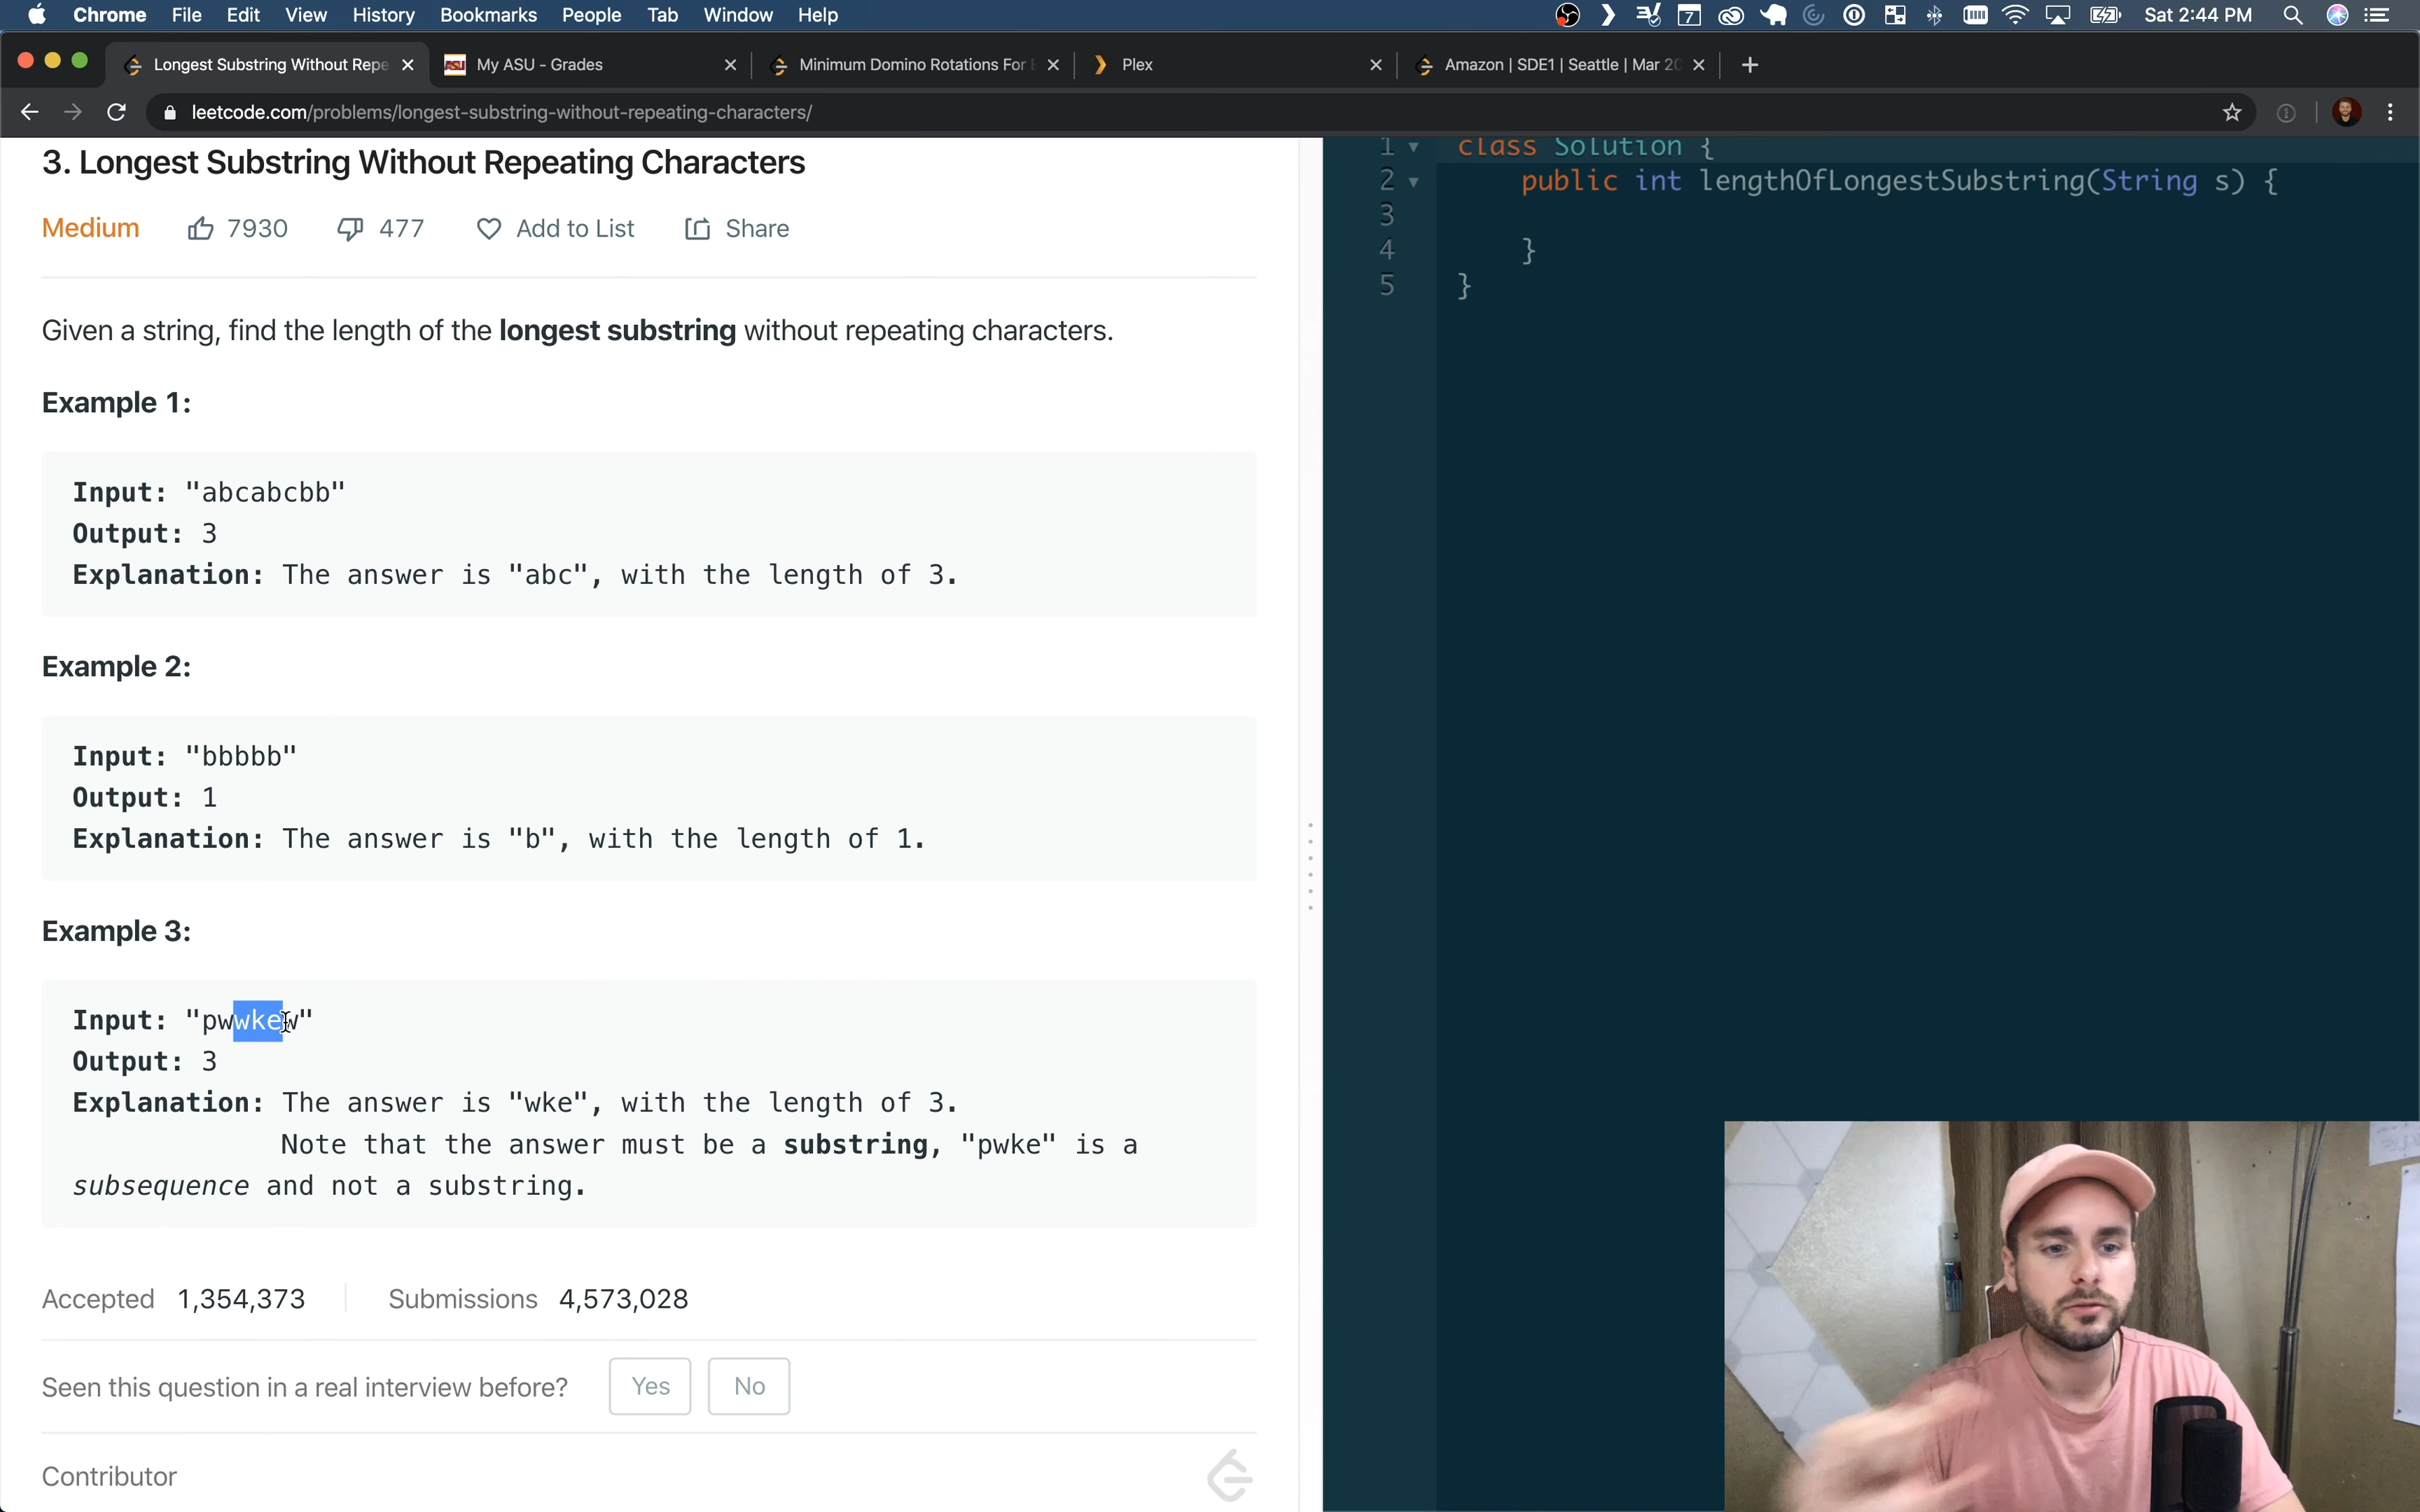 Chrome File Edit View History Bookmarks People Tab Window Help 7 Sat 2:44 PM
Longest Substring Without Repe My ASU - Grades Minimum Domino Rotations For Plex Amazon | SDE1 | Seattle | Mar 20
leetcode.com/problems/longest-substring-without-repeating-characters/
3. Longest Substring Without Repeating Characters
Medium 7930 477 Add to List Share
Given a string, find the length of the longest substring without repeating characters.
Example 1:
Input: "abcabcbb"
Output: 3
Explanation: The answer is "abc", with the length of 3.
Example 2:
Input: "bbbbb"
Output: 1
Explanation: The answer is "b", with the length of 1.
Example 3:
Input: "pwwkew"
Output: 3
Explanation: The answer is "wke", with the length of 3.
Note that the answer must be a substring, "pwke" is a
subsequence and not a substring.
Accepted 1,354,373 Submissions 4,573,028
Seen this question in a real interview before? Yes No
Contributor
1 class Solution {
2 public int lengthOfLongestSubstring(String s) {
3
4 }
5 }